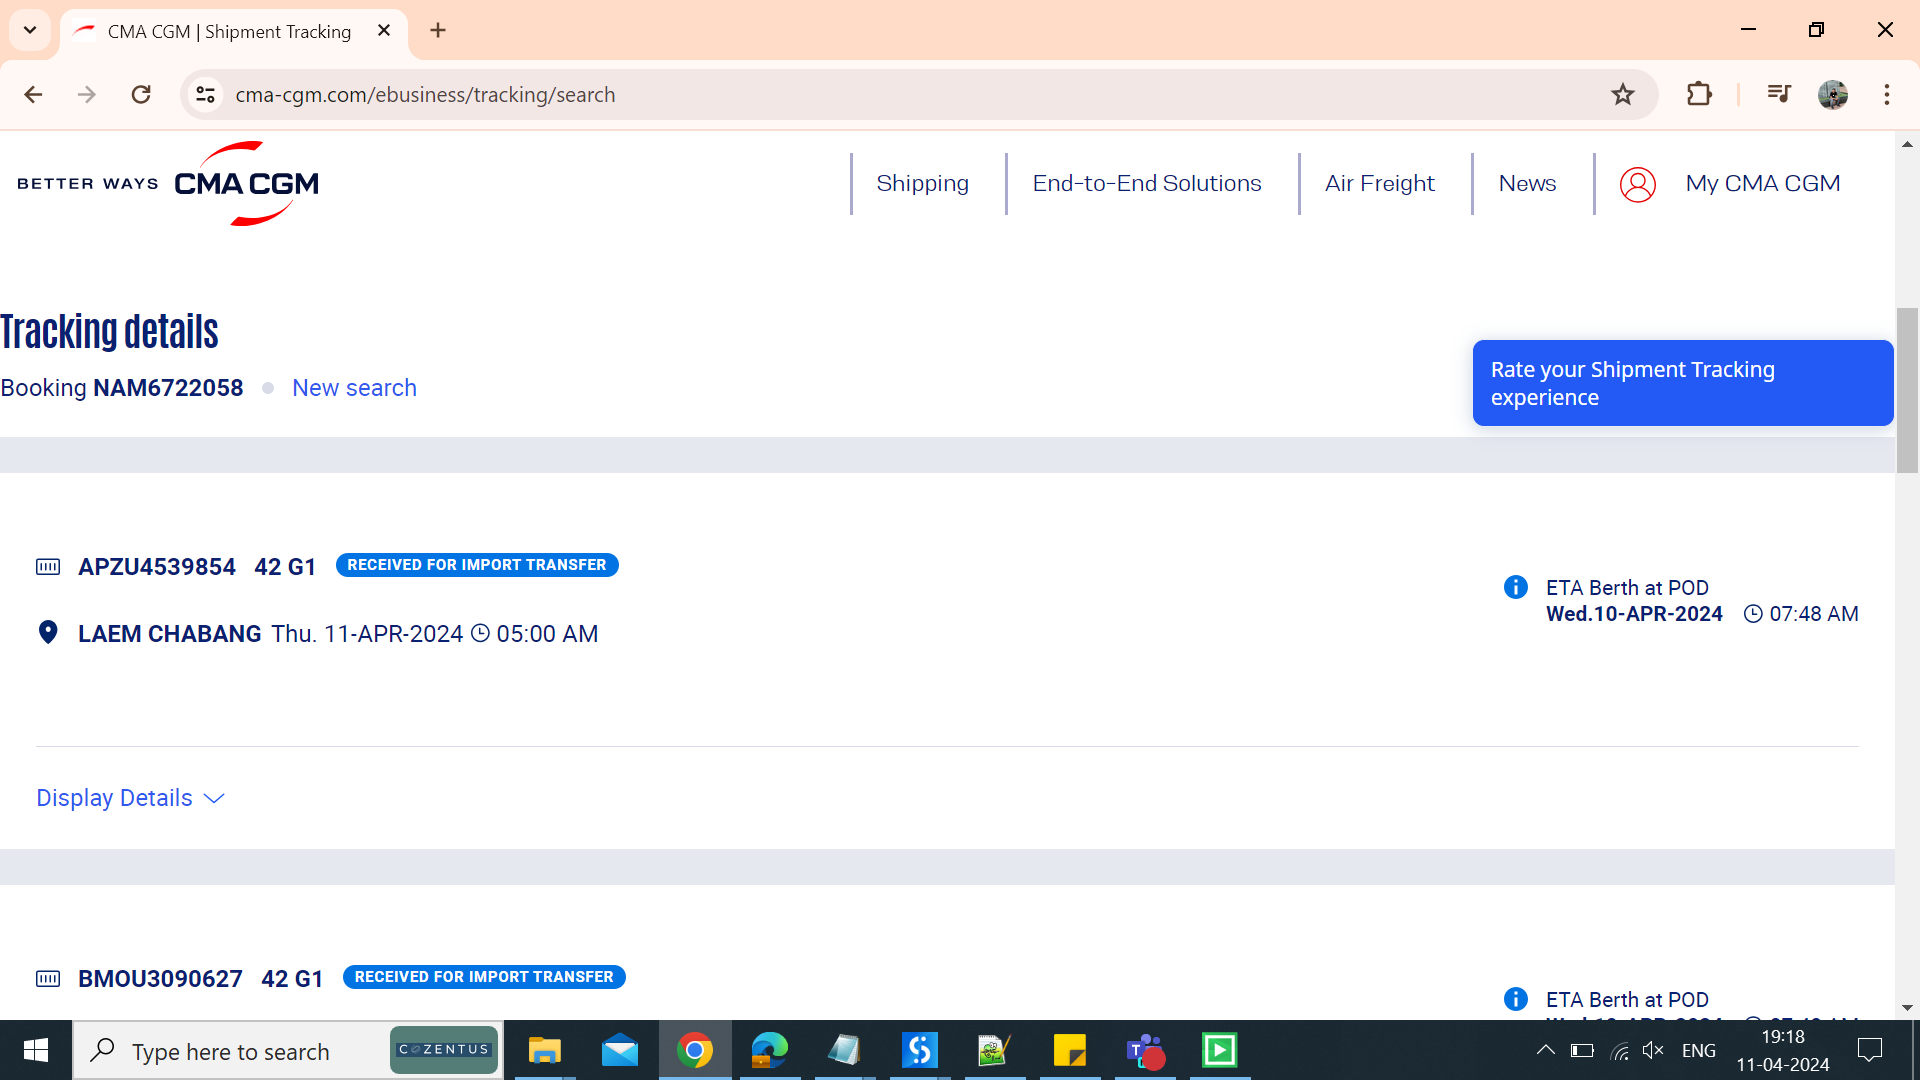 CMA CGM | Shipment Tracking
cma-cgm.com/ebusiness/tracking/search
BETTER WAYS CMA CGM
Shipping
End-to-End Solutions
Air Freight
News
My CMA CGM
Tracking details
Booking NAM6722058
New search
Rate your Shipment Tracking
experience
APZU4539854 42 G1 RECEIVED FOR IMPORT TRANSFER
LAEM CHABANG Thu. 11-APR-2024 05:00 AM
ETA Berth at POD
Wed.10-APR-2024 07:48 AM
Display Details
BMOU3090627 42 G1 RECEIVED FOR IMPORT TRANSFER
ETA Berth at POD
Type here to search
COZENTUS
ENG
19:18
11-04-2024